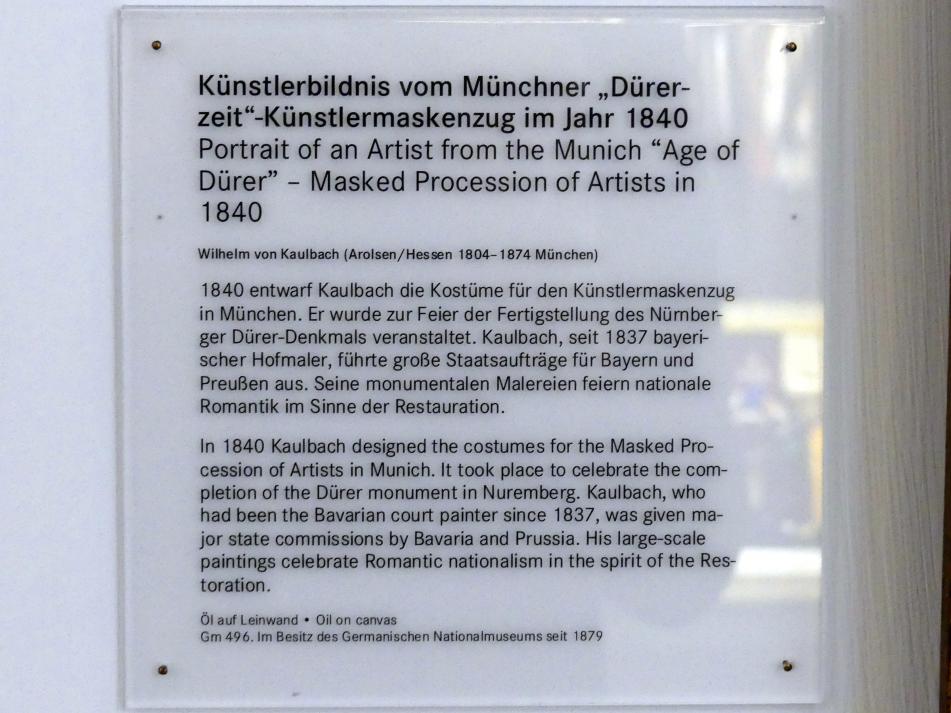 Künstlerbildnis vom Münchner „Dürer-
zeit“-Künstlermaskenzug im Jahr 1840
Portrait of an Artist from the Munich “Age of
Dürer” – Masked Procession of Artists in
1840
Wilhelm von Kaulbach (Arolsen/Hessen 1804–1874 München)
1840 entwarf Kaulbach die Kostüme für den Künstlermaskenzug
in München. Er wurde zur Feier der Fertigstellung des Nürnber-
ger Dürer-Denkmals veranstaltet. Kaulbach, seit 1837 bayeri-
scher Hofmaler, führte große Staatsaufträge für Bayern und
Preußen aus. Seine monumentalen Malereien feiern nationale
Romantik im Sinne der Restauration.
In 1840 Kaulbach designed the costumes for the Masked Pro-
cession of Artists in Munich. It took place to celebrate the com-
pletion of the Dürer monument in Nuremberg. Kaulbach, who
had been the Bavarian court painter since 1837, was given ma-
jor state commissions by Bavaria and Prussia. His large-scale
paintings celebrate Romantic nationalism in the spirit of the Res-
toration.
Öl auf Leinwand • Oil on canvas
Gm 496. Im Besitz des Germanischen Nationalmuseums seit 1879